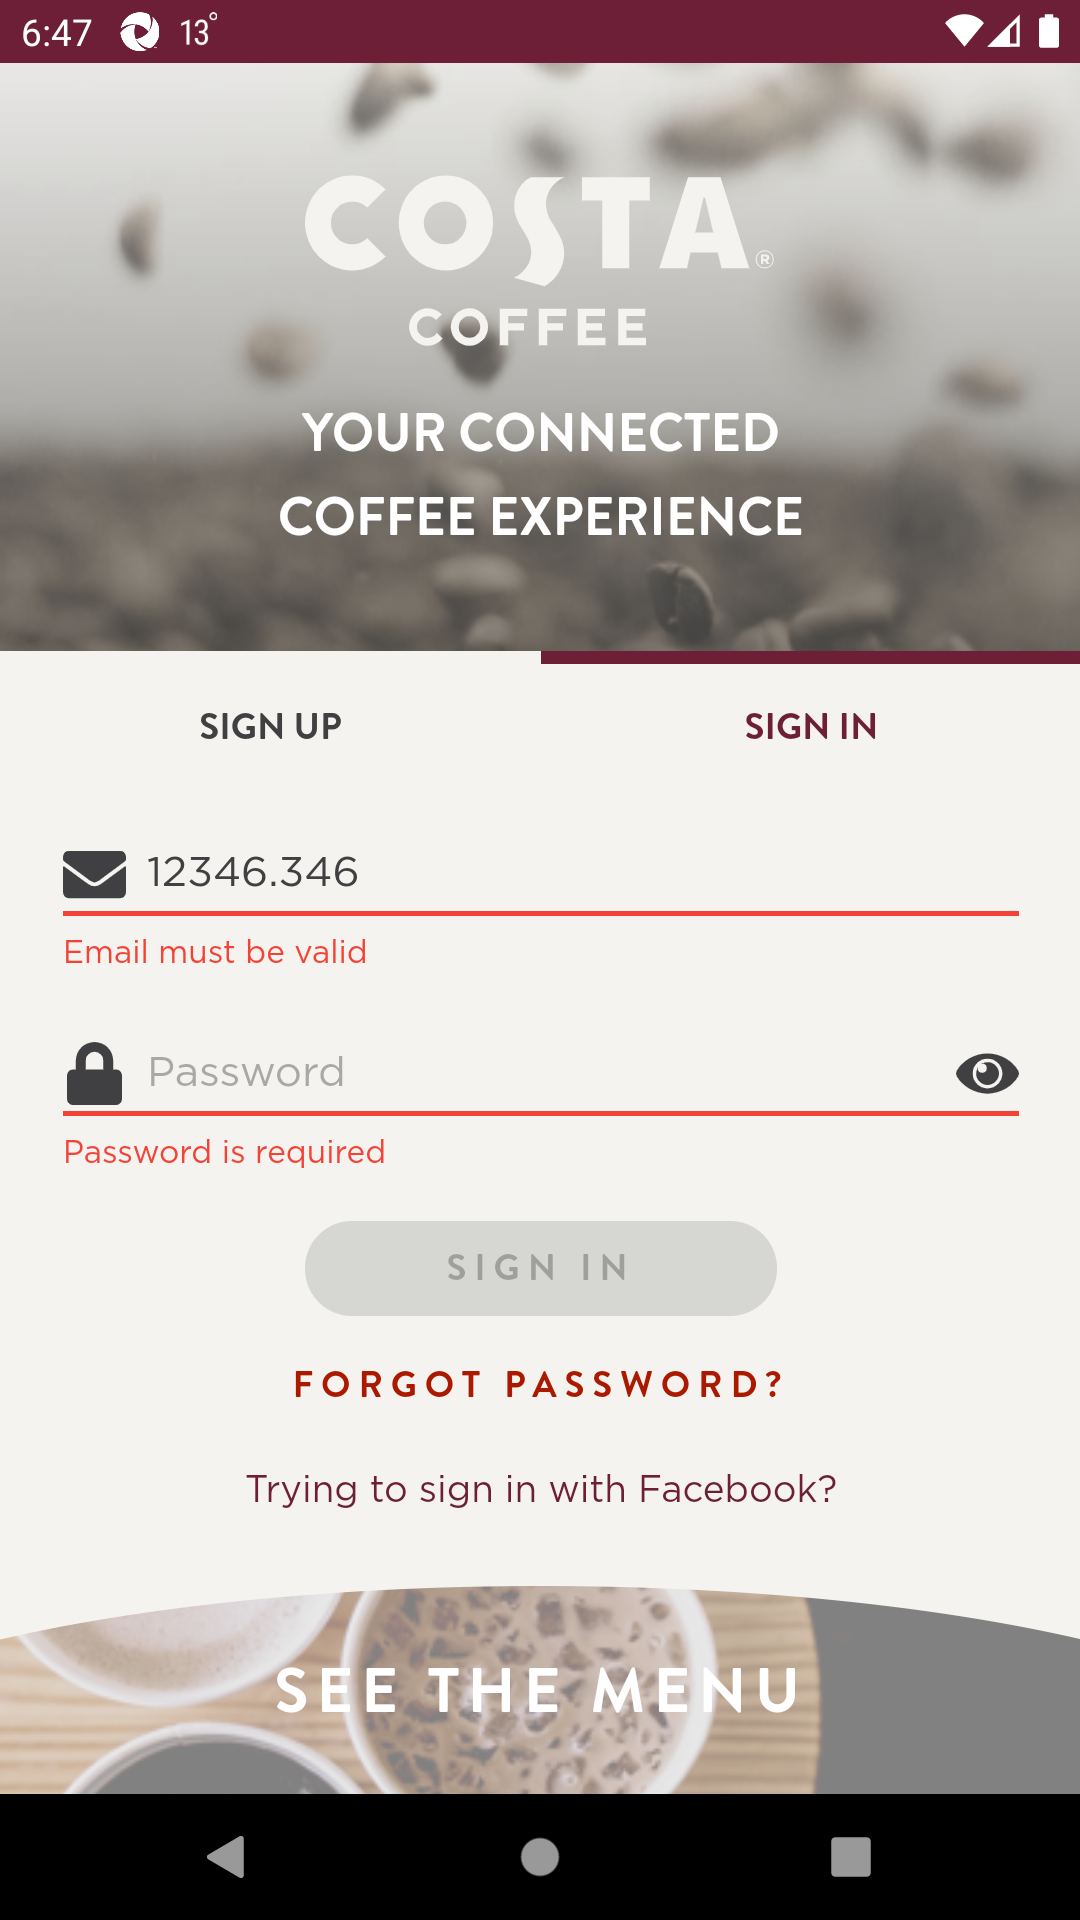 6:47 13°
COSTA®
COFFEE
YOUR CONNECTED
COFFEE EXPERIENCE
SIGN UP SIGN IN
12346.346
Email must be valid
Password
Password is required
SIGN IN
FORGOT PASSWORD?
Trying to sign in with Facebook?
SEE THE MENU